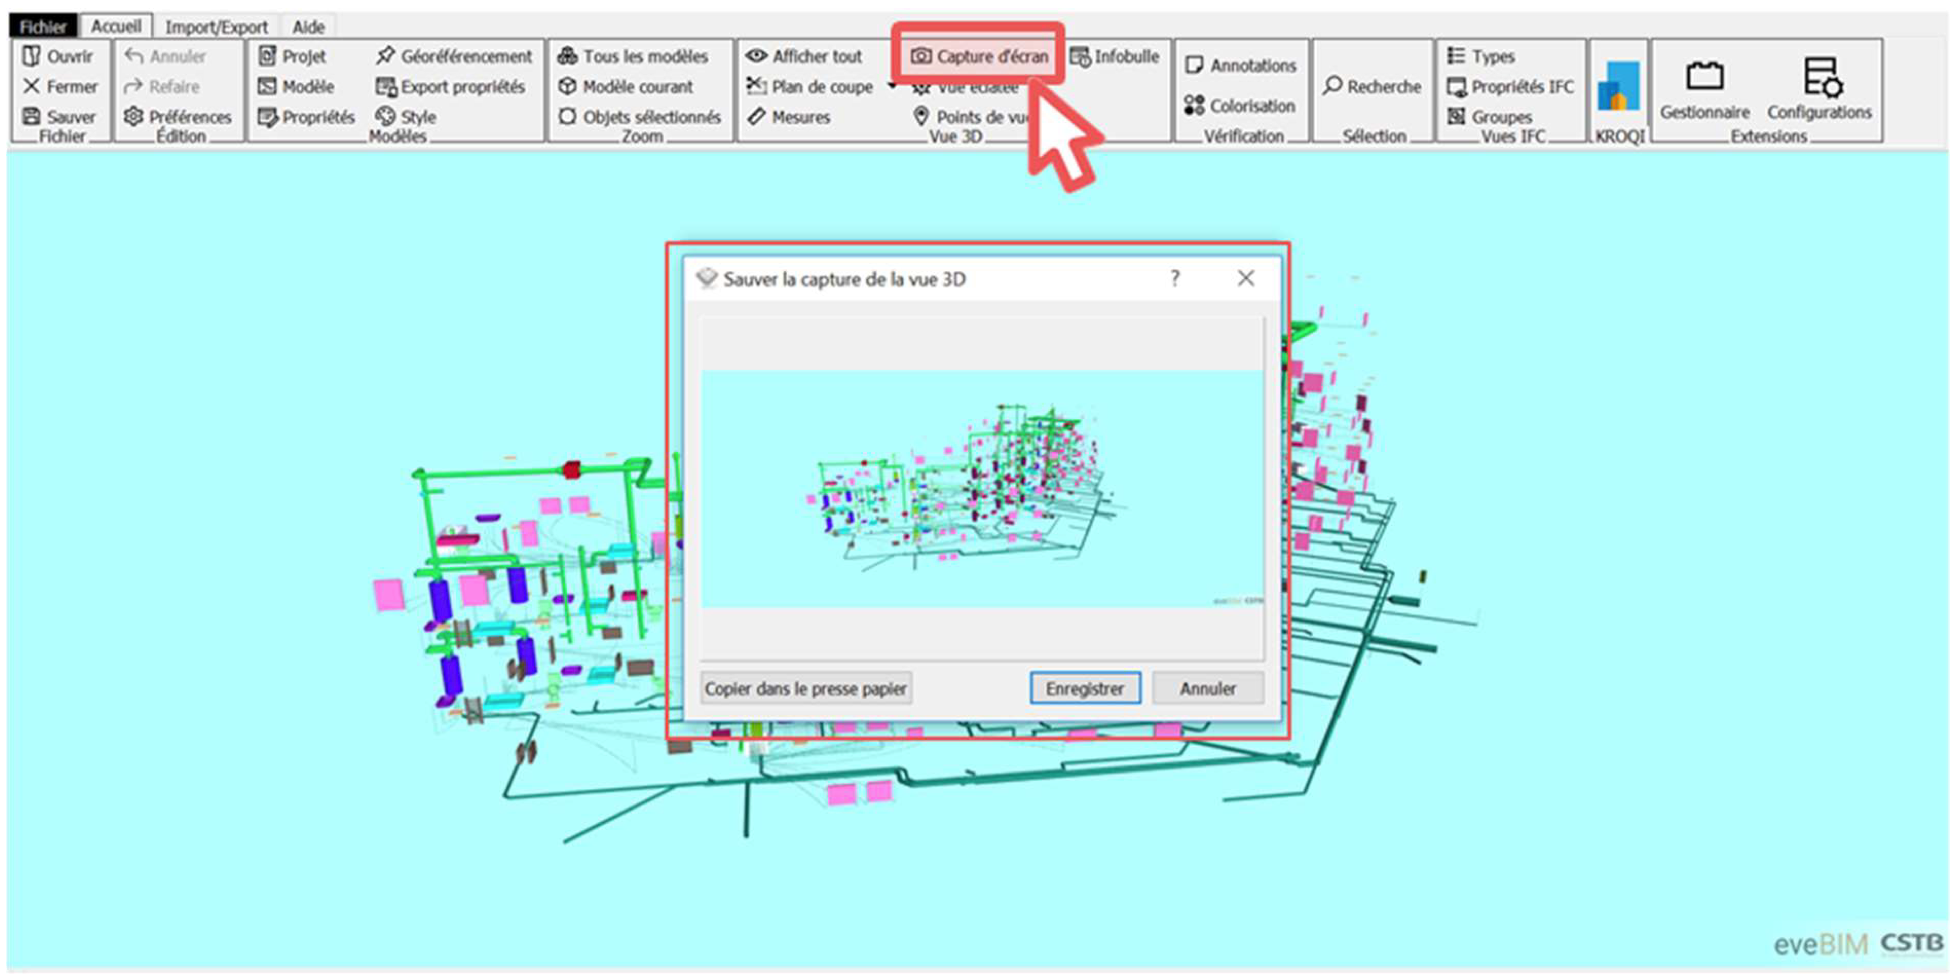 Fichier Accueil Import/Export Aide
Ouvrir Annuler Projet Géoréférencement Tous les modèles Afficher tout Capture d'écran Infobulle Annotations Types
Fermer Refaire Modèle Export propriétés Modèle courant Plan de coupe Vue éclatée Recherche Propriétés IFC
Sauver Préférences Propriétés Style Objets sélectionnés Mesures Points de vu Colorisation Groupes Gestionnaire Configurations
Fichier Édition Modèles Zoom Vue 3D Vérification Sélection Vues IFC KROQI Extensions
Sauver la capture de la vue 3D ?
eveBIM CSTB
Copier dans le presse papier Enregistrer Annuler
eveBIM CSTB